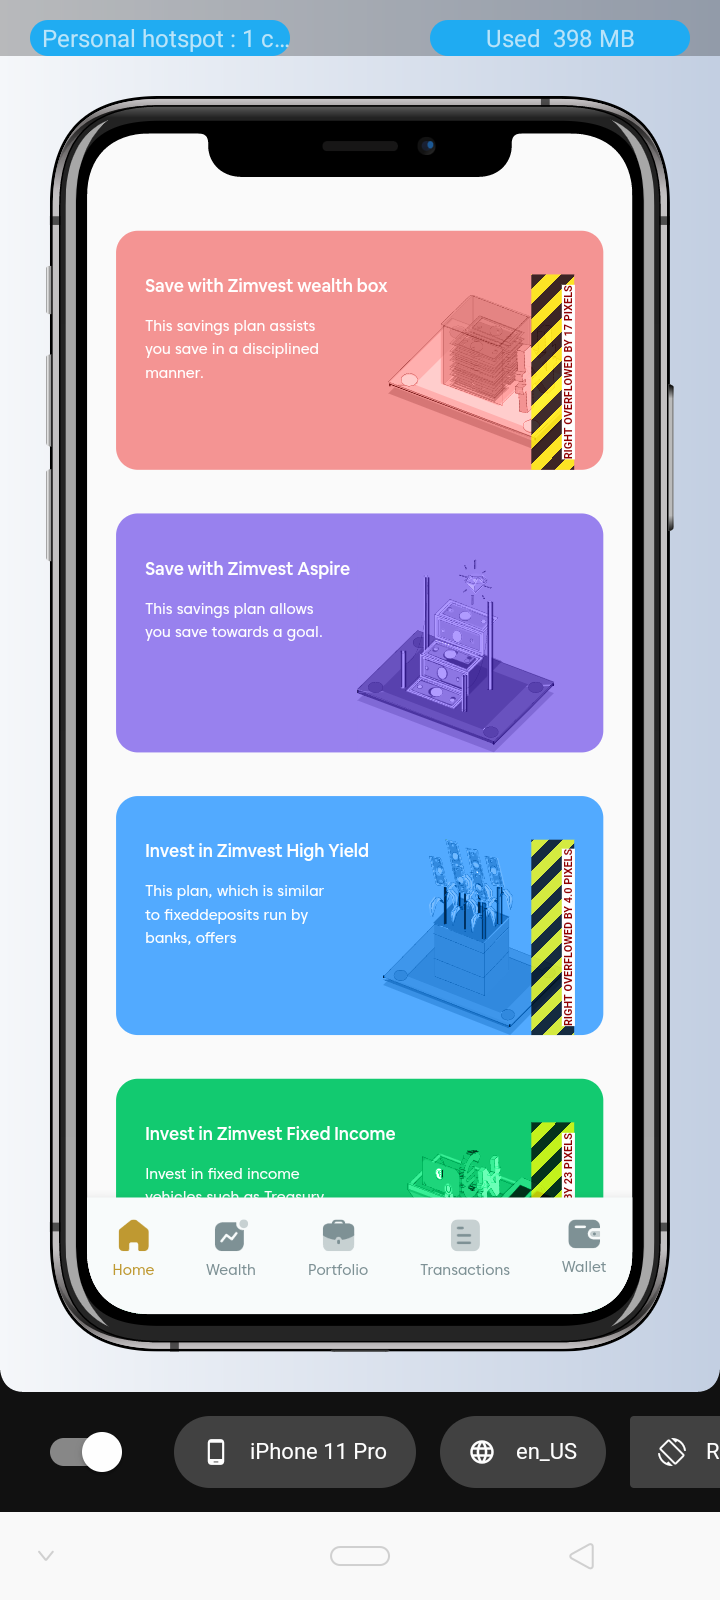 Personal hotspot : 1 c...
Used 398 MB
Save with Zimvest wealth box
This savings plan assists
you save in a disciplined
manner.
RIGHT OVERFLOWED BY 17 PIXELS
Save with Zimvest Aspire
This savings plan allows
you save towards a goal.
Invest in Zimvest High Yield
This plan, which is similar
to fixeddeposits run by
banks, offers
RIGHT OVERFLOWED BY 4.0 PIXELS
Invest in Zimvest Fixed Income
Invest in fixed income
vehicles such as Treasury
BY 23 PIXELS
Home
Wealth
Portfolio
Transactions
Wallet
iPhone 11 Pro
en_US
R